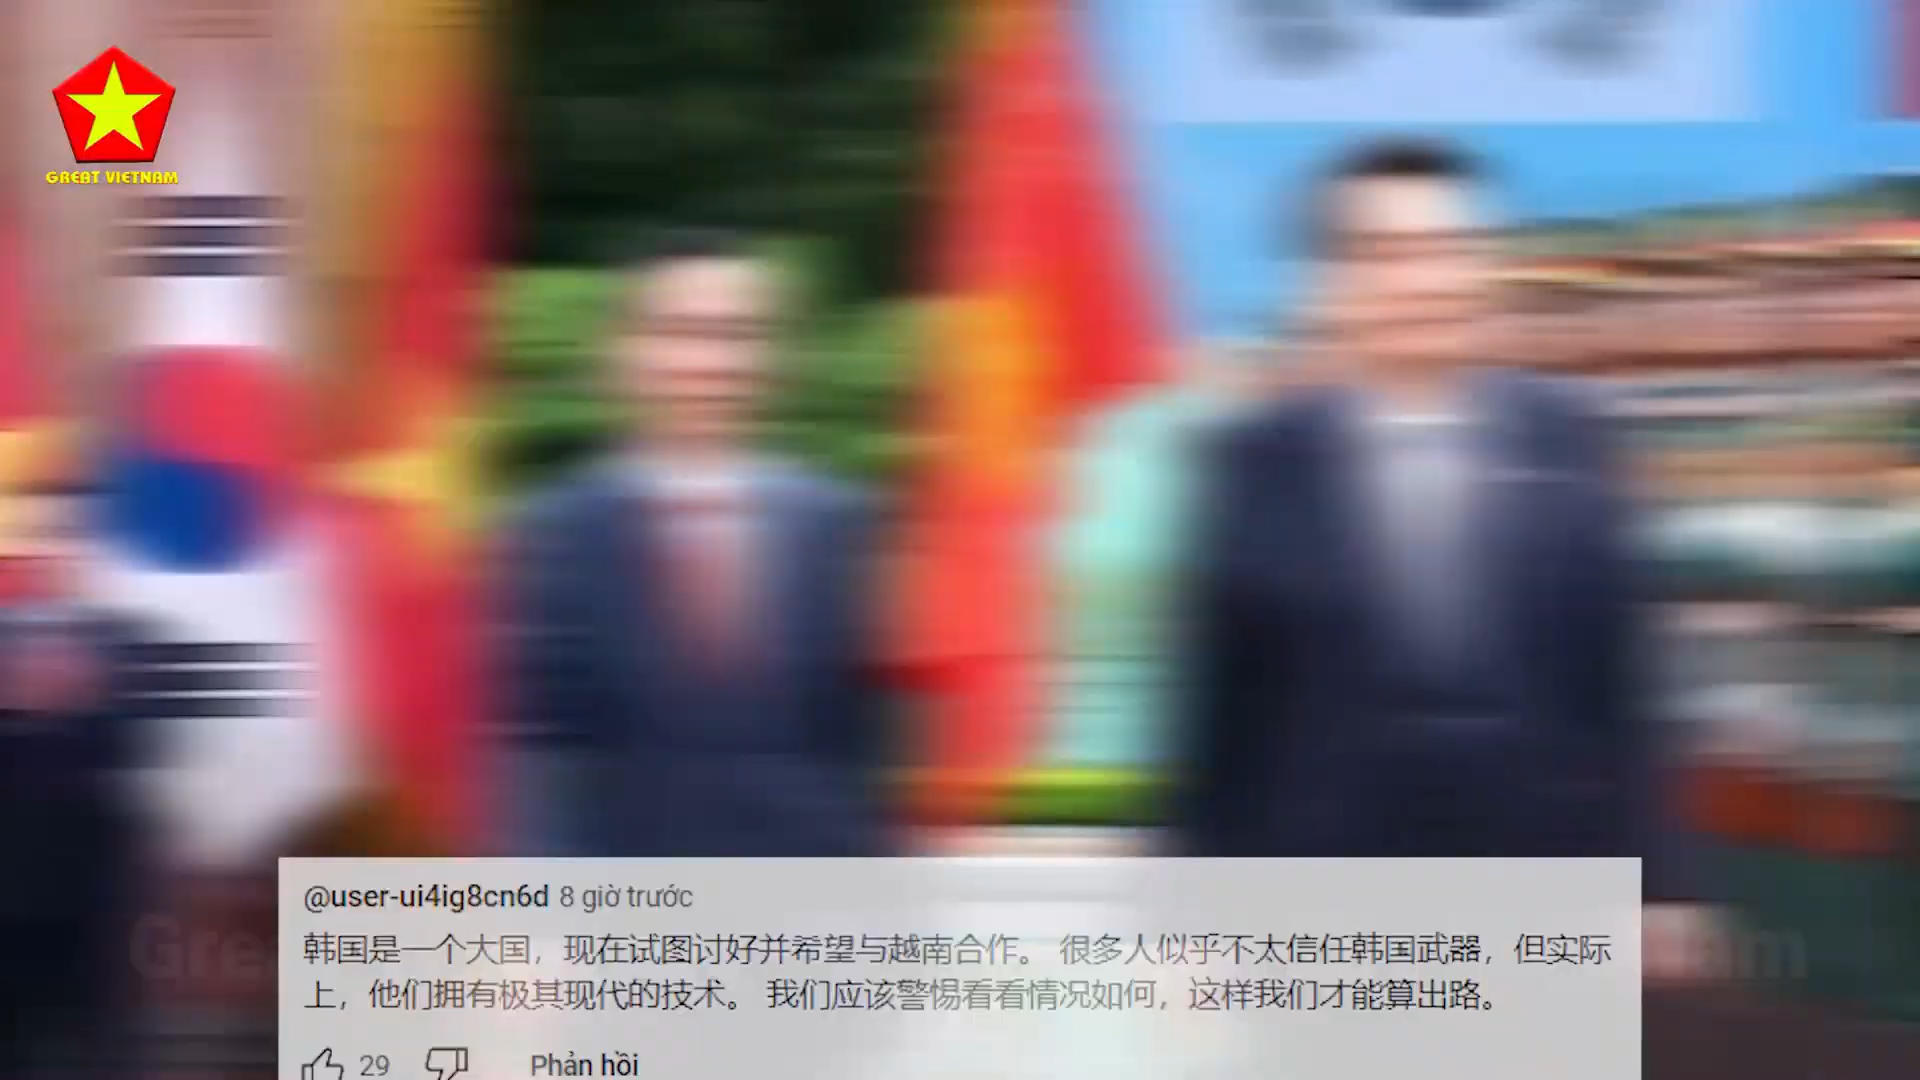 GREAT VIETNAM
@user-ui4ig8cn6d 8 giờ trước
韩国是一个大国，现在试图讨好并希望与越南合作。 很多人似乎不太信任韩国武器，但实际
上，他们拥有极其现代的技术。 我们应该警惕看看情况如何，这样我们才能算出路。
29 Phản hồi